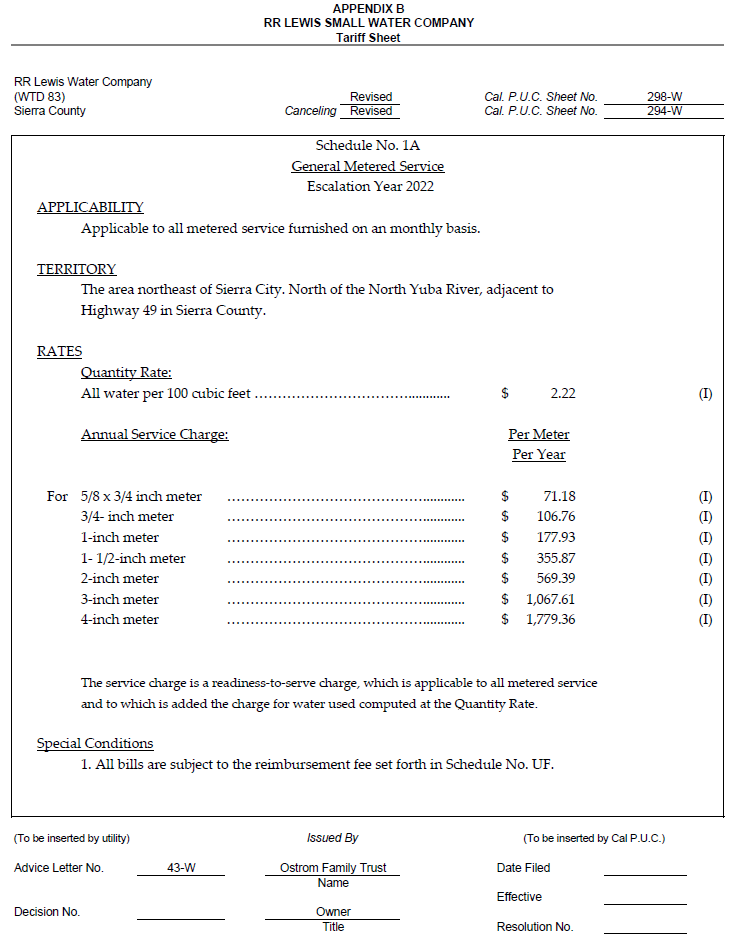 APPENDIX B
RR LEWIS SMALL WATER COMPANY
Tariff Sheet
RR Lewis Water Company
(WTD 83) Revised Cal. P.U.C. Sheet No. 298-W
Sierra County Canceling Revised Cal. P.U.C. Sheet No. 294-W
Schedule No. 1A
General Metered Service
Escalation Year 2022
APPLICABILITY
Applicable to all metered service furnished on an monthly basis.
TERRITORY
The area northeast of Sierra City. North of the North Yuba River, adjacent to
Highway 49 in Sierra County.
RATES
Quantity Rate:
All water per 100 cubic feet ………………………………............ $ 2.22 (I)
Annual Service Charge: Per Meter
Per Year
For 5/8 x 3/4 inch meter ………………………………............ $ 71.18 (I)
3/4- inch meter ………………………………............ $ 106.76 (I)
1-inch meter ………………………………............ $ 177.93 (I)
1- 1/2-inch meter ………………………………............ $ 355.87 (I)
2-inch meter ………………………………............ $ 569.39 (I)
3-inch meter ………………………………............ $ 1,067.61 (I)
4-inch meter ………………………………............ $ 1,779.36 (I)
The service charge is a readiness-to-serve charge, which is applicable to all metered service
and to which is added the charge for water used computed at the Quantity Rate.
Special Conditions
1. All bills are subject to the reimbursement fee set forth in Schedule No. UF.
(To be inserted by utility) Issued By (To be inserted by Cal P.U.C.)
Advice Letter No. 43-W Ostrom Family Trust Date Filed
Name
Effective
Decision No. Owner
Title Resolution No.